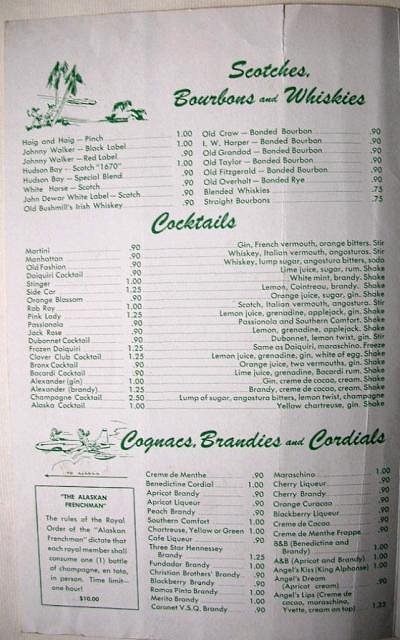 Scotches,
Bourbons and Whiskies
Haig and Haig — Pinch 1.00
Johnny Walker — Black Label 1.00
Johnny Walker — Red Label .90
Hudson Bay — Scotch "1670" 1.00
Hudson Bay — Special Blend .90
White Horse — Scotch .90
John Dewar White Label — Scotch .90
Old Bushmill's Irish Whiskey .90
Old Crow — Bonded Bourbon .90
I. W. Harper — Bonded Bourbon .90
Old Grandad — Bonded Bourbon .90
Old Taylor — Bonded Bourbon .90
Old Fitzgerald — Bonded Bourbon .90
Old Overholt — Bonded Rye .90
Blended Whiskies .75
Straight Bourbons .75
Cocktails
Martini .90 Gin, French vermouth, orange bitters. Stir
Manhattan .90 Whiskey, Italian vermouth, angosturas. Stir
Old Fashion .90 Whiskey, lump sugar, angostura bitters, soda
Daiquiri Cocktail .90 Lime juice, sugar, rum. Shake
Stinger 1.00 White mint, brandy. Shake
Side Car 1.25 Lemon, Cointreau, brandy. Shake
Orange Blossom .90 Orange juice, sugar, gin. Shake
Rob Roy 1.00 Scotch, Italian vermouth, angostura. Stir
Pink Lady 1.25 Lemon juice, grenadine, applejack, gin. Shake
Passionola .90 Passionola and Southern Comfort. Shake
Jack Rose .90 Lemon, grenadine, applejack. Shake
Dubonnet Cocktail .90 Dubonnet, lemon twist, gin. Stir
Frozen Daiquiri 1.25 Same as Daiquiri, maraschino. Freeze
Clover Club Cocktail 1.25 Lemon juice, grenadine, gin, white of egg. Shake
Bronx Cocktail .90 Orange juice, two vermouths, gin. Shake
Bacardi Cocktail .90 Lime juice, grenadine, Bacardi rum. Shake
Alexander (gin) 1.00 Gin, creme de cocao, cream. Shake
Alexander (brandy) 1.25 Brandy, creme de cocao, cream. Shake
Champagne Cocktail 2.50 Lump of sugar, angostura bitters, lemon twist, champagne
Alaska Cocktail 1.00 Yellow chartreuse, gin. Shake
Cognacs, Brandies and Cordials
TO ALASKA
"THE ALASKAN
FRENCHMAN"
The rules of the Royal
Order of the "Alaskan
Frenchman" dictate that
each royal member shall
consume one (1) bottle
of champagne, en toto,
in person. Time limit—
one hour!
$10.00
Creme de Menthe .90
Benedictine Cordial 1.00
Apricot Brandy .90
Apricot Liqueur .90
Peach Brandy .90
Southern Comfort 1.00
Chartreuse, Yellow or Green 1.00
Cafe Liqueur .90
Three Star Hennessey
Brandy 1.25
Fundador Brandy 1.00
Christian Brothers' Brandy .90
Blackberry Brandy .90
Ramos Pinto Brandy 1.00
Merito Brandy 1.00
Coronet V.S.Q. Brandy .90
Maraschino 1.00
Cherry Liqueur .90
Cherry Brandy .90
Orange Curacao .90
Blackberry Liqueur .90
Creme de Cacao .90
Creme de Menthe Frappe .90
B&B (Benedictine and
Brandy) 1.00
A&B (Apricot and Brandy) 1.00
Angel's Kiss (King Alphonse) 1.00
Angel's Dream
(Apricot cream) .90
Angel's Lips (Creme de
cocao, maraschino,
Yvette, cream on top) 1.25